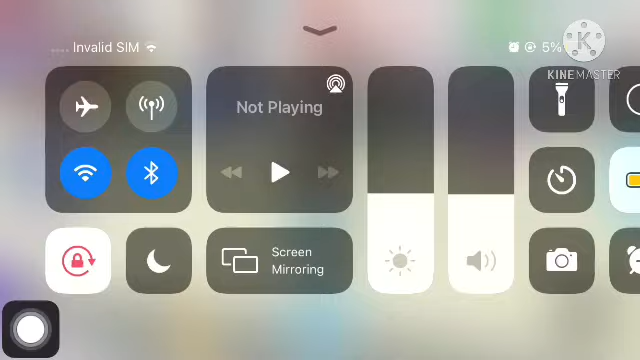 Invalid SIM
5%
K
KINEMASTER
Not Playing
Screen
Mirroring